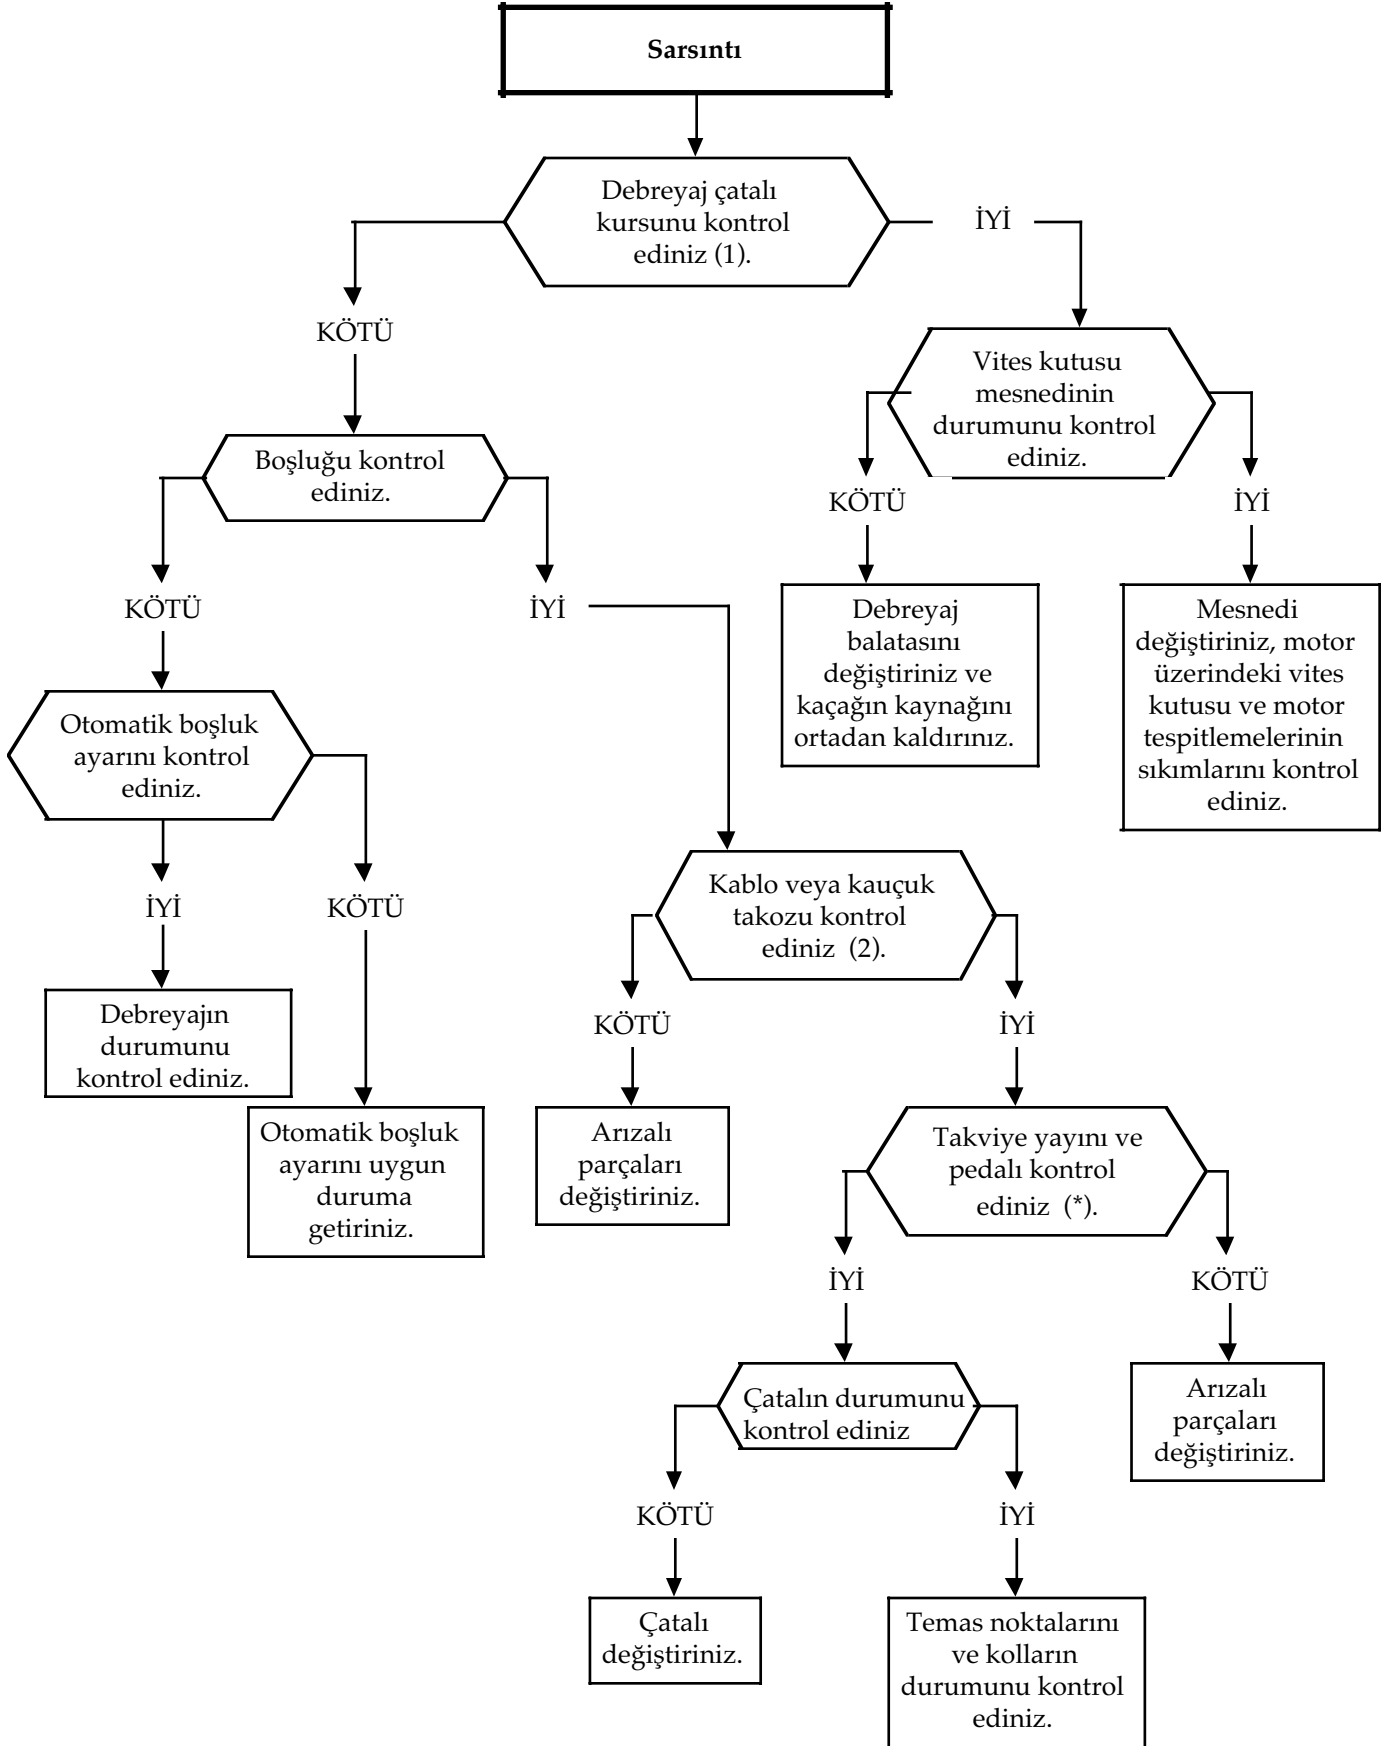 Sarsıntı
Debreyaj çatalı
kursunu kontrol
ediniz (1).
İYİ
KÖTÜ
Vites kutusu
mesnedinin
durumunu kontrol
ediniz.
Boşluğu kontrol
ediniz.
KÖTÜ
İYİ
KÖTÜ
İYİ
Debreyaj
balatasını
değiştiriniz ve
kaçağın kaynağını
ortadan kaldırınız.
Mesnedi
değiştiriniz, motor
üzerindeki vites
kutusu ve motor
tespitlemelerinin
sıkımlarını kontrol
ediniz.
Otomatik boşluk
ayarını kontrol
ediniz.
İYİ
KÖTÜ
Kablo veya kauçuk
takozu kontrol
ediniz (2).
Debreyajın
durumunu
kontrol ediniz.
KÖTÜ
İYİ
Otomatik boşluk
ayarını uygun
duruma
getiriniz.
Arızalı
parçaları
değiştiriniz.
Takviye yayını ve
pedalı kontrol
ediniz (*).
İYİ
KÖTÜ
Çatalın durumunu
kontrol ediniz
Arızalı
parçaları
değiştiriniz.
KÖTÜ
İYİ
Çatalı
değiştiriniz.
Temas noktalarını
ve kolların
durumunu kontrol
ediniz.